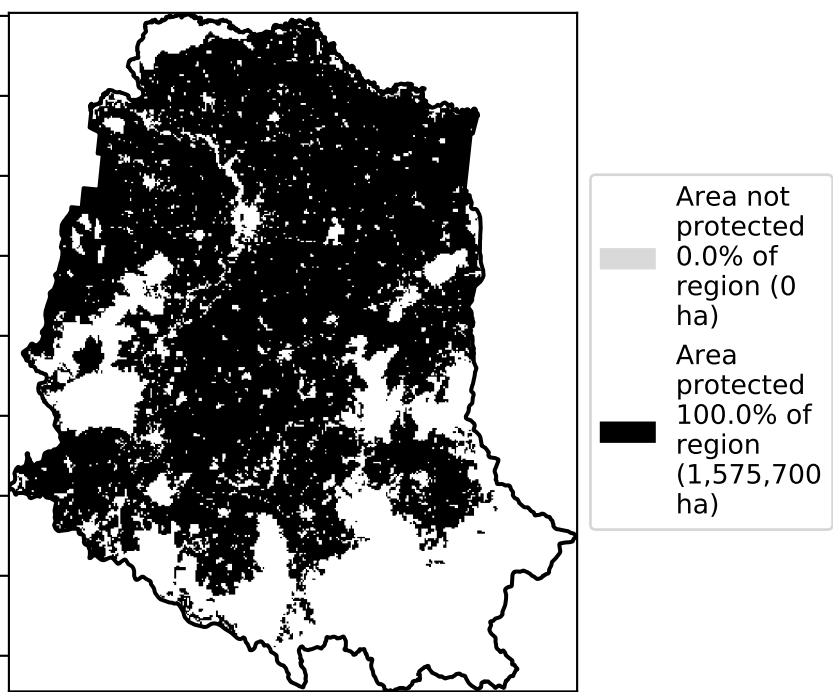 Area not
protected
0.0% of
region (0
ha)
Area
protected
100.0% of
region
(1,575,700
ha)